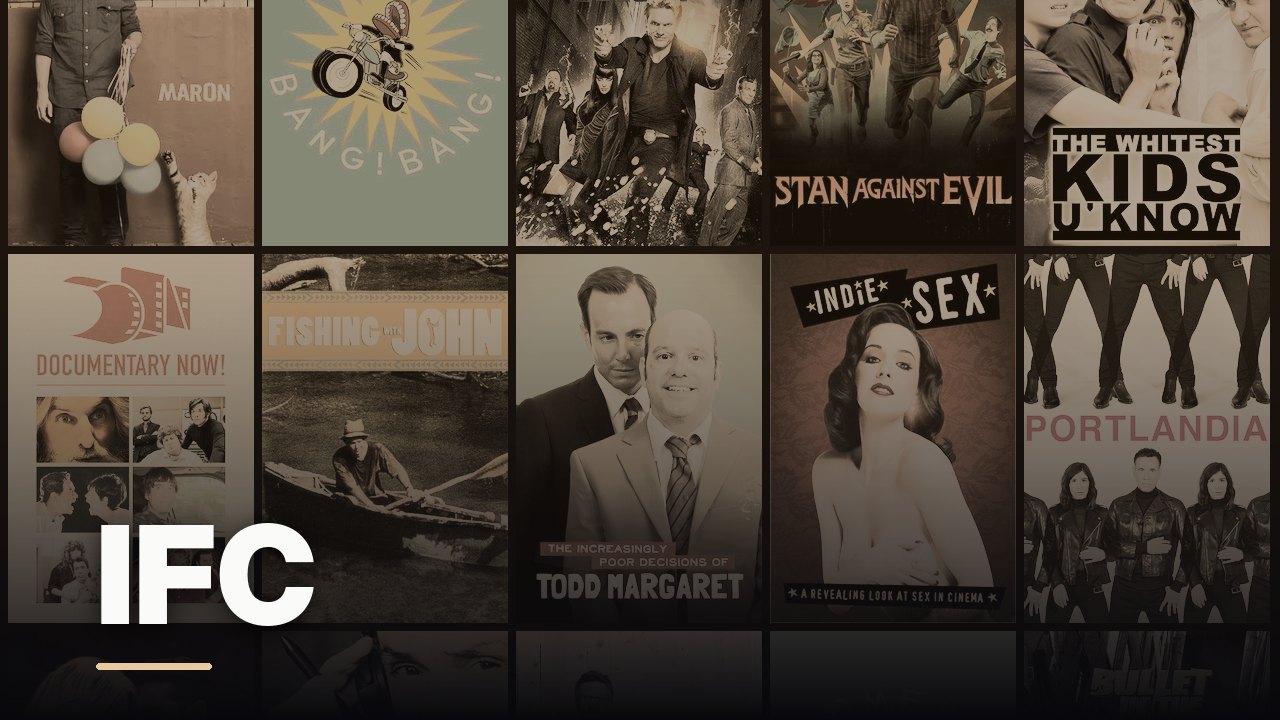 MARON
BANG! BANG!
STAN AGAINST EVIL
THE WHITEST
KIDS
U'KNOW
DOCUMENTARY NOW!
FISHING WITH JOHN
THE INCREASINGLY
POOR DECISIONS OF
TODD MARGARET
INDIE SEX
A REVEALING LOOK AT SEX IN CINEMA
PORTLANDIA
IFC
BULLET